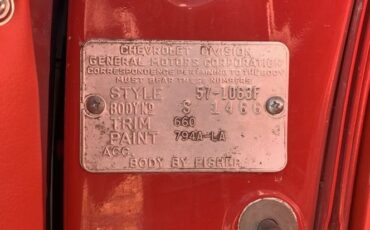 CHEVROLET DIVISION
GENERAL MOTORS CORPORATION
CORRESPONDENCE PERTAINING TO THE BODY
MUST BEAR THESE NUMBERS
STYLE 57-1063F
BODY Nº S 1466
TRIM 660
PAINT 794A-LA
ACC.
BODY BY FISHER